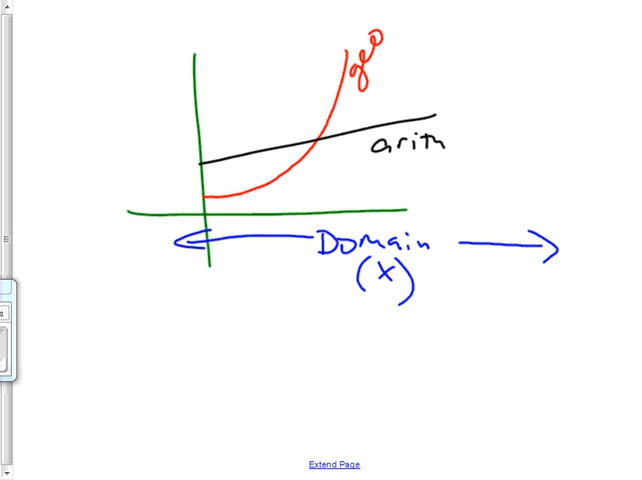 geo
arith
Domain
(x)
s
Extend Page